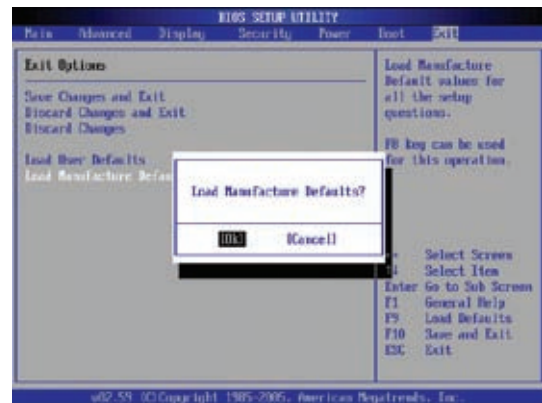 BIOS SETUP UTILITY
Main Advanced Display Security Power Boot Exit
Exit Options
Save Changes and Exit
Discard Changes and Exit
Discard Changes
Load User Defaults
Load Manufacture Defau
Load Manufacture Defaults?
[Ok] [Cancel]
Load Manufacture
Default values for
all the setup
questions.
F8 key can be used
for this operation.
Select Screen
Select Item
Enter Go to Sub Screen
F1 General Help
F9 Load Defaults
F10 Save and Exit
ESC Exit
v02.59 (C)Copyright 1985-2005, American Megatrends, Inc.